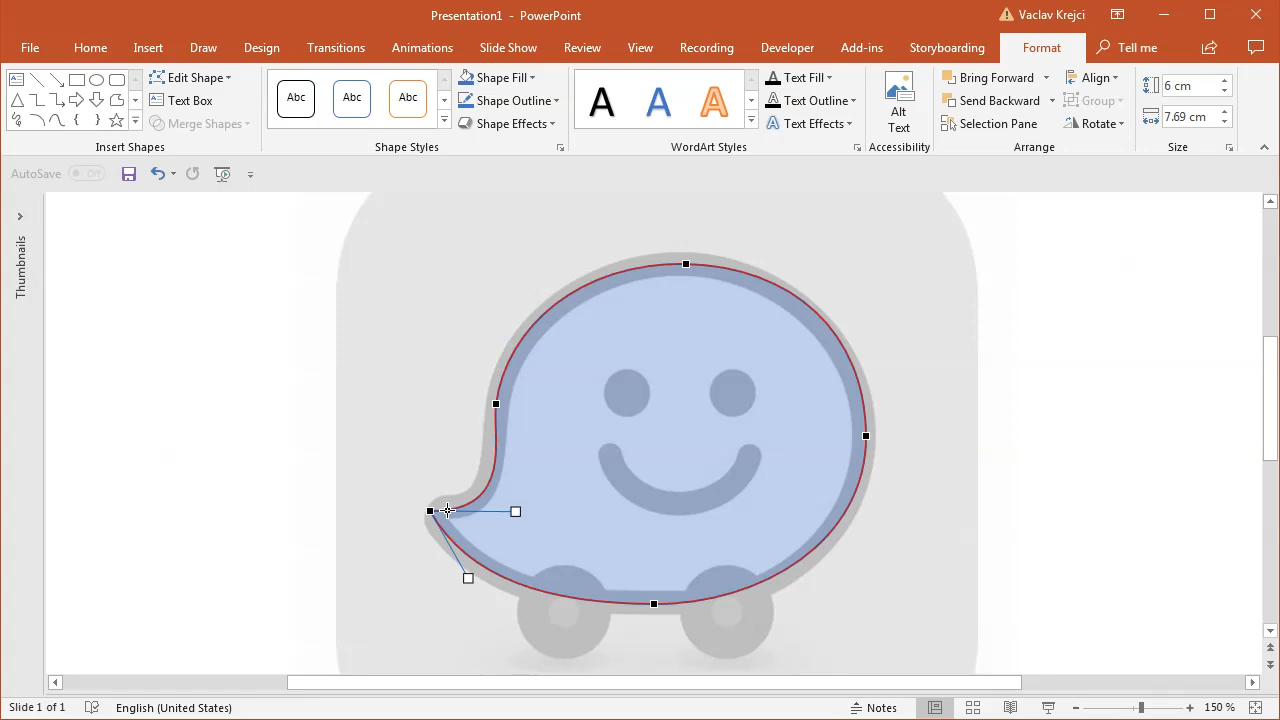 Presentation1 - PowerPoint
Vaclav Krejci
File Home Insert Draw Design Transitions Animations Slide Show Review View Recording Developer Add-ins Storyboarding Format Tell me
Edit Shape
Text Box
Merge Shapes
Insert Shapes
Abc Abc Abc
Shape Fill
Shape Outline
Shape Effects
Shape Styles
A A A
Text Fill
Text Outline
Text Effects
WordArt Styles
Alt
Text
Accessibility
Bring Forward
Send Backward
Selection Pane
Align
Group
Rotate
Arrange
6 cm
7.69 cm
Size
AutoSave Off
Thumbnails
Slide 1 of 1 English (United States) Notes 150 %